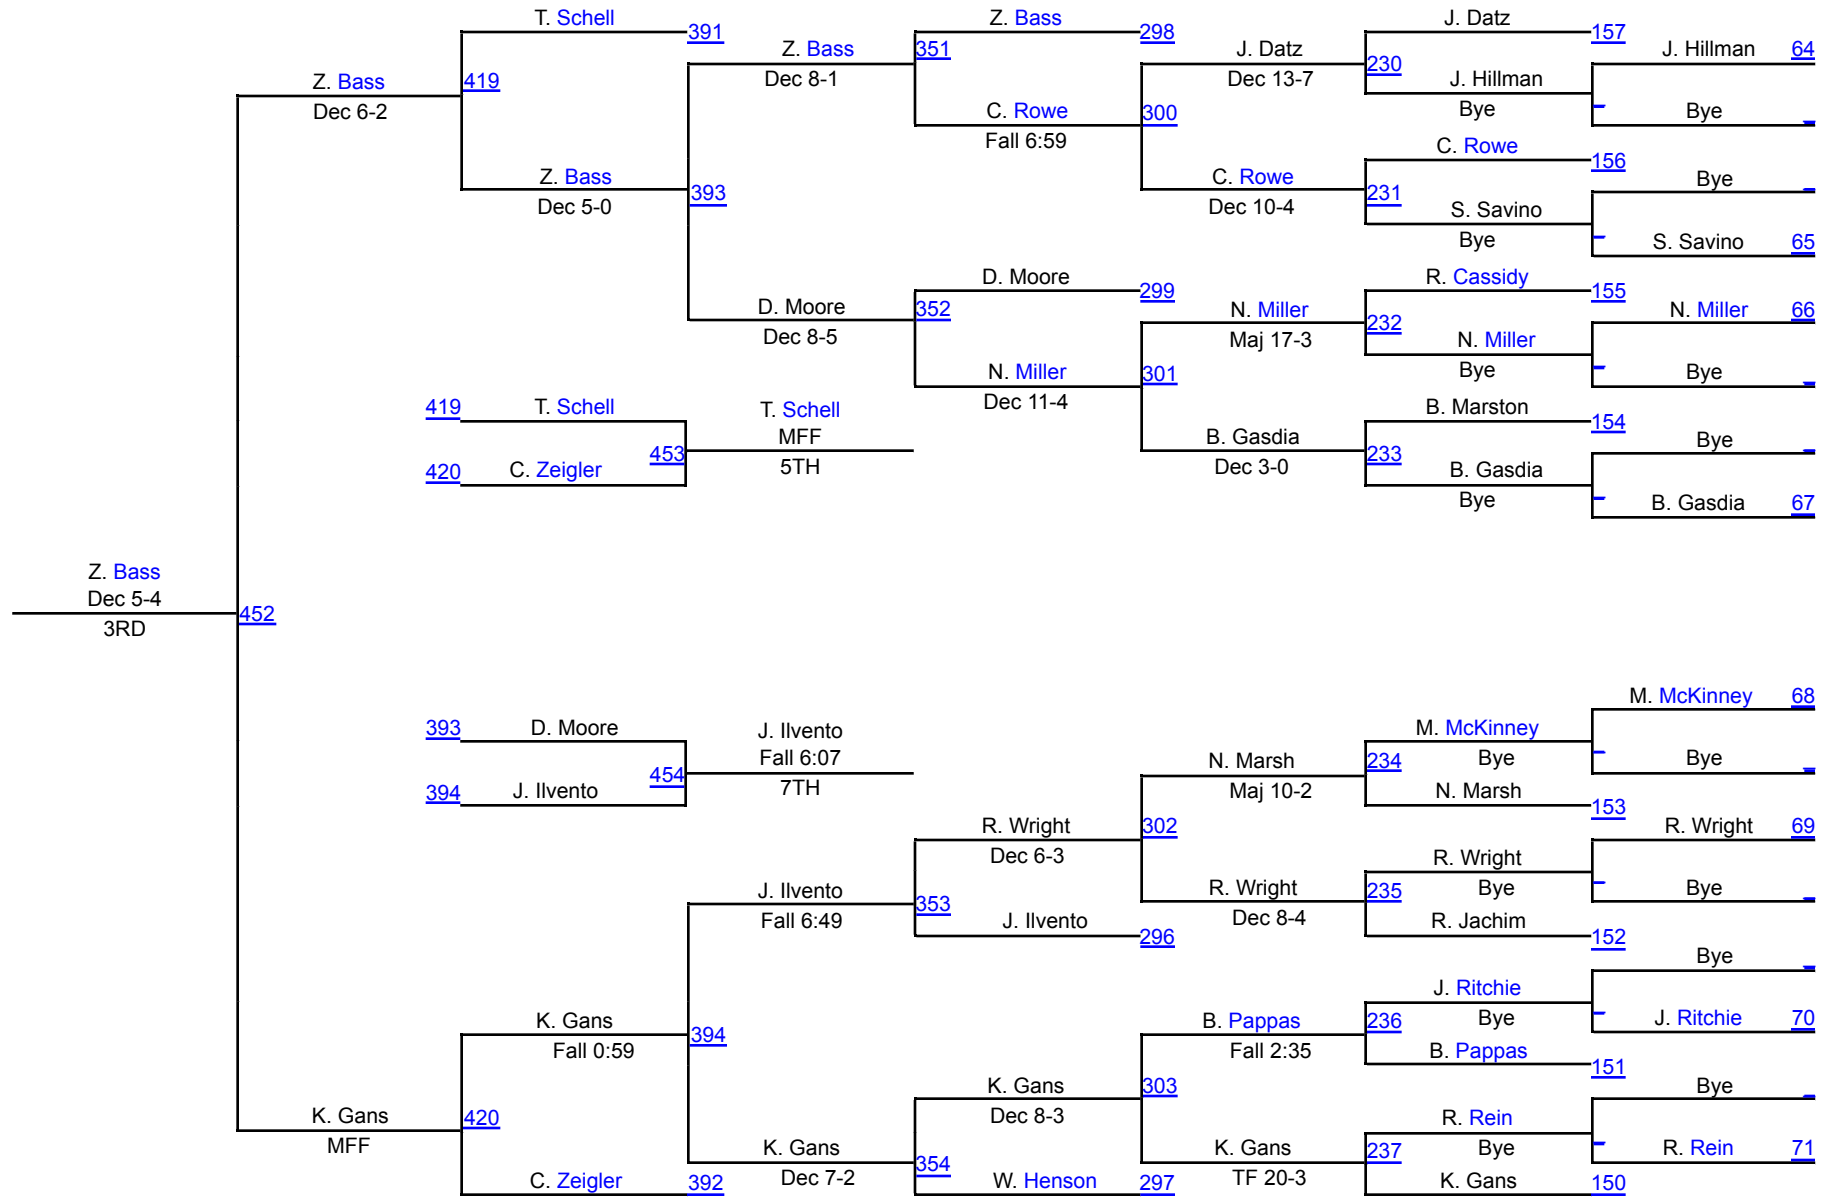 T. Schell
391
Z. Bass
298
J. Datz
157
Z. Bass
351
J. Datz
J. Hillman 64
Z. Bass
419
Dec 8-1
Dec 13-7
230
J. Hillman
Dec 6-2
C. Rowe
300
Bye
Bye
Fall 6:59
C. Rowe
156
Z. Bass
393
C. Rowe
231
Bye
Dec 5-0
Dec 10-4
S. Savino
Bye
S. Savino 65
D. Moore
299
R. Cassidy
155
D. Moore
352
N. Miller
232
N. Miller 66
Dec 8-5
Maj 17-3
N. Miller
N. Miller
301
Bye
Bye
Dec 11-4
419 T. Schell
T. Schell
B. Marston
154
MFF
B. Gasdia
233
Bye
453
5TH
Dec 3-0
420 C. Zeigler
B. Gasdia
Bye
B. Gasdia 67
Z. Bass
Dec 5-4
452
3RD
M. McKinney 68
393 D. Moore
J. Ilvento
M. McKinney
Fall 6:07
N. Marsh
234
Bye
Bye
454
7TH
Maj 10-2
394 J. Ilvento
N. Marsh
153
R. Wright
302
R. Wright 69
Dec 6-3
R. Wright
J. Ilvento
353
R. Wright
235
Bye
Bye
Fall 6:49
Dec 8-4
J. Ilvento
296
R. Jachim
152
Bye
J. Ritchie
K. Gans
394
B. Pappas
236
Bye
J. Ritchie 70
Fall 0:59
Fall 2:35
B. Pappas
151
K. Gans
303
Bye
K. Gans
420
Dec 8-3
R. Rein
MFF
K. Gans
354
K. Gans
237
Bye
R. Rein 71
C. Zeigler
392
Dec 7-2
W. Henson
297
TF 20-3
K. Gans
150